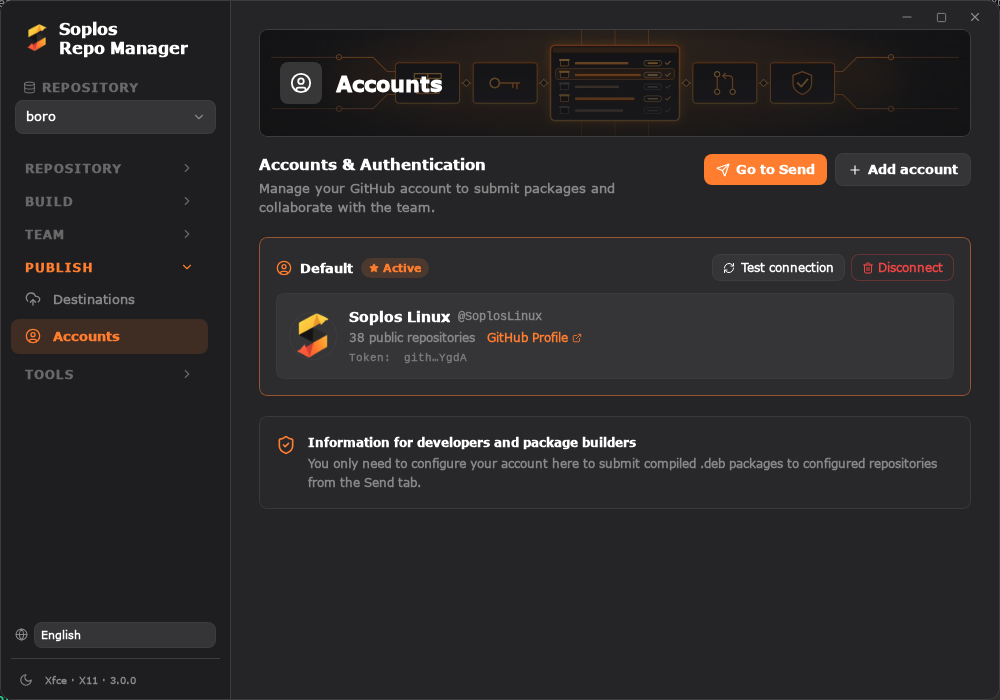 Soplos
Repo Manager
REPOSITORY
boro
REPOSITORY
BUILD
TEAM
PUBLISH
Destinations
Accounts
TOOLS
English
Xfce · X11 · 3.0.0
Accounts
Accounts & Authentication
Manage your GitHub account to submit packages and
collaborate with the team.
Go to Send
Add account
Default
Active
Test connection
Disconnect
Soplos Linux @SoplosLinux
38 public repositories GitHub Profile
Token: gith…YgdA
Information for developers and package builders
You only need to configure your account here to submit compiled .deb packages to configured repositories
from the Send tab.